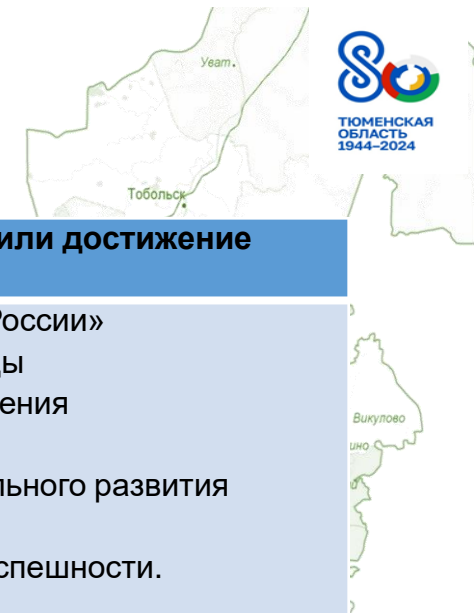 Уват
ТЮМЕНСКАЯ
ОБЛАСТЬ
1944–2024
Тобольск
или достижение
России»
ды
ения
льного развития
спешности.
Викулово
ино